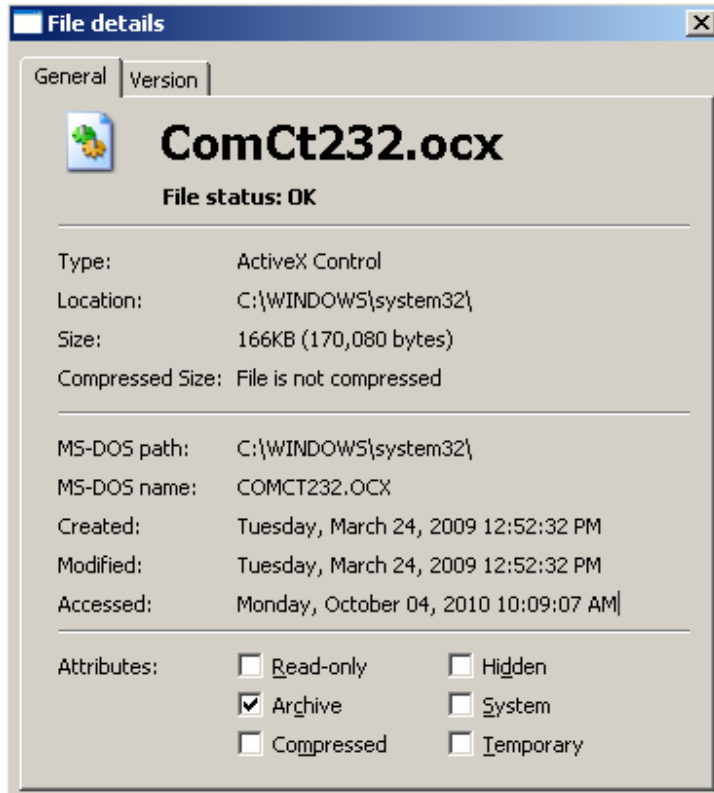 File details
General Version
ComCt232.ocx
File status: OK
Type: ActiveX Control
Location: C:\WINDOWS\system32\
Size: 166KB (170,080 bytes)
Compressed Size: File is not compressed
MS-DOS path: C:\WINDOWS\system32\
MS-DOS name: COMCT232.OCX
Created: Tuesday, March 24, 2009 12:52:32 PM
Modified: Tuesday, March 24, 2009 12:52:32 PM
Accessed: Monday, October 04, 2010 10:09:07 AM
Attributes: Read-only Hidden
Archive System
Compressed Temporary